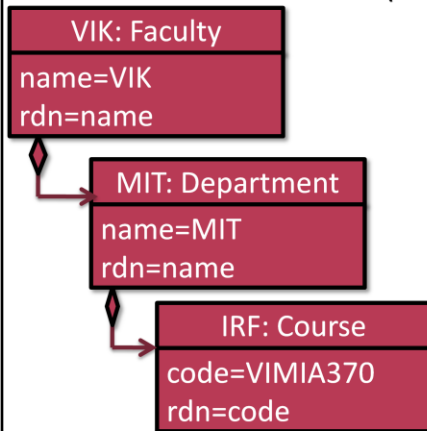 VIK: Faculty
name=VIK
rdn=name
MIT: Department
name=MIT
rdn=name
IRF: Course
code=VIMIA370
rdn=code